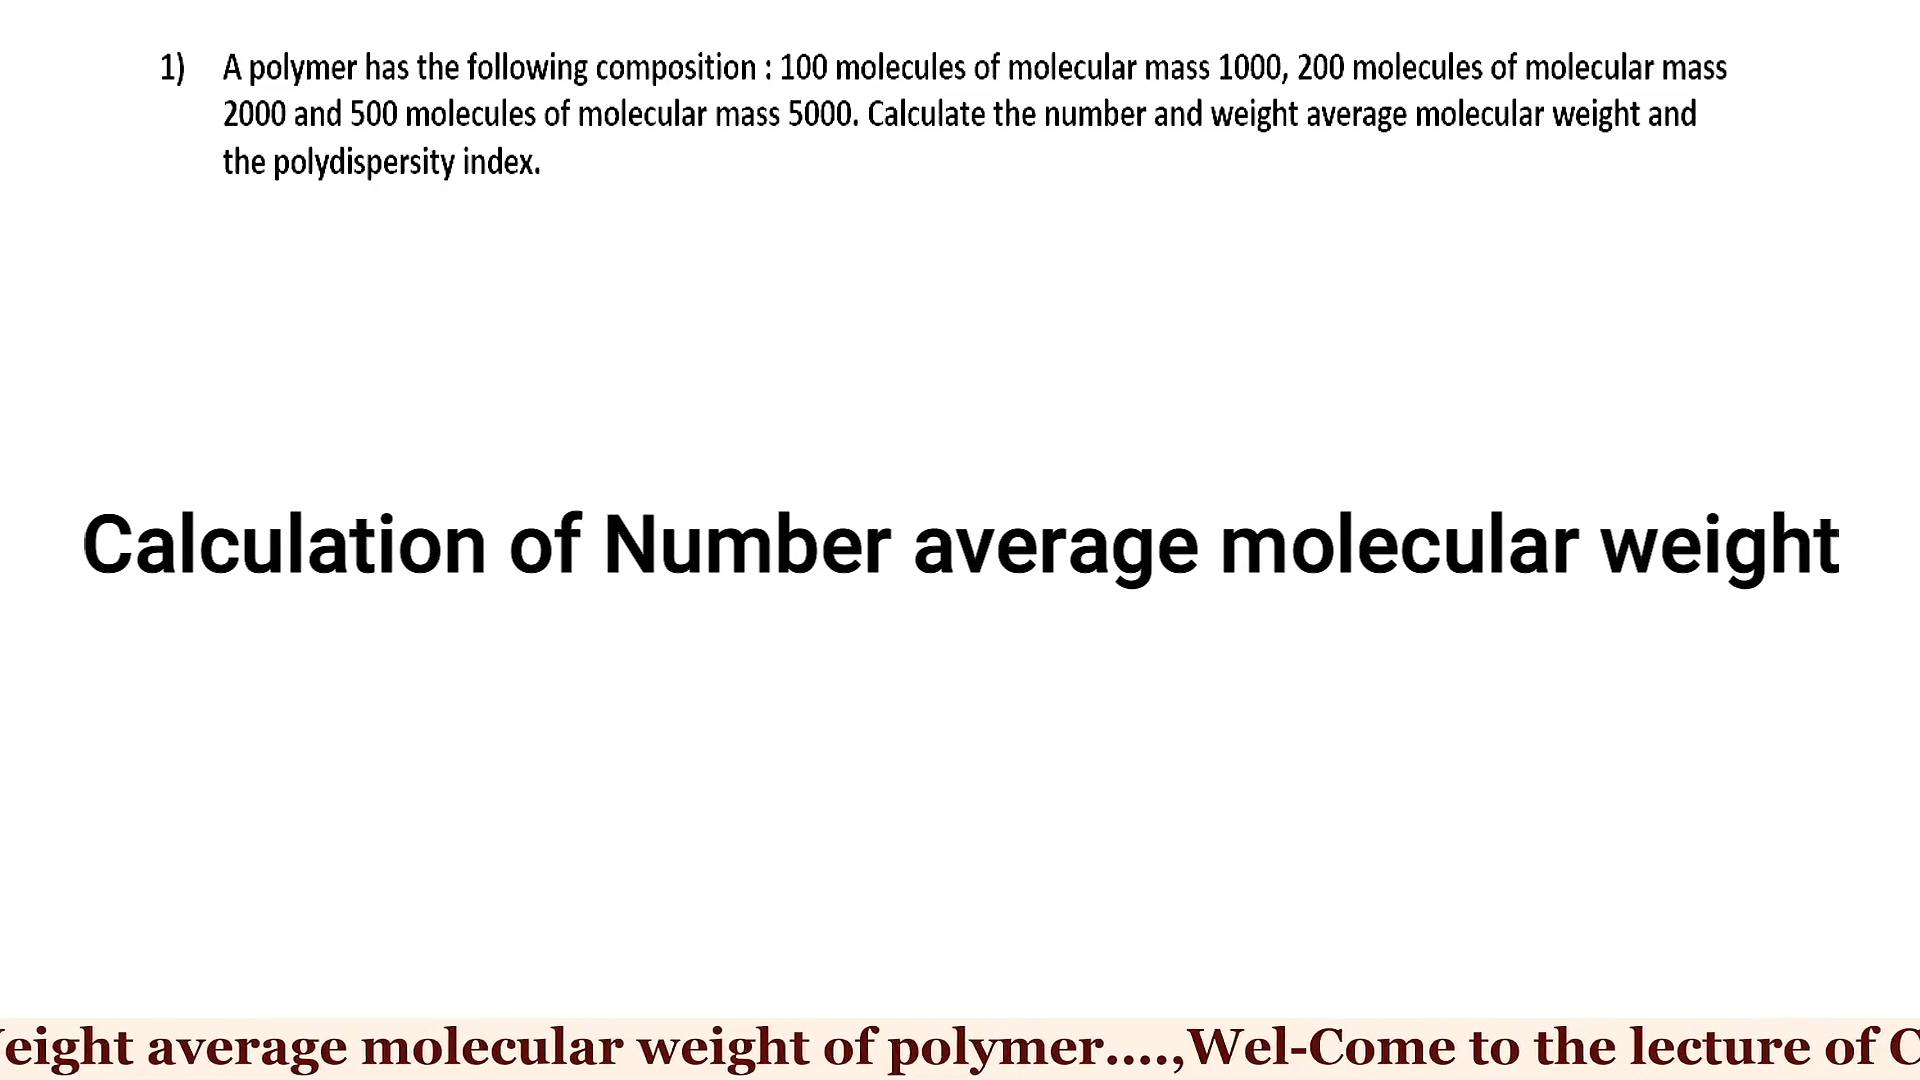 1) A polymer has the following composition : 100 molecules of molecular mass 1000, 200 molecules of molecular mass
2000 and 500 molecules of molecular mass 5000. Calculate the number and weight average molecular weight and
the polydispersity index.
Calculation of Number average molecular weight
eight average molecular weight of polymer....,Wel-Come to the lecture of C